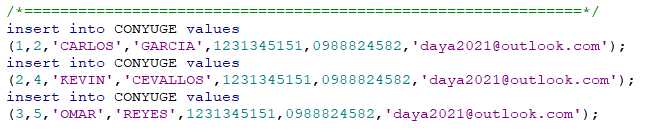 /*==============================================================*/
insert into CONYUGE values
(1,2,'CARLOS','GARCIA',1231345151,0988824582,'daya2021@outlook.com');
insert into CONYUGE values
(2,4,'KEVIN','CEVALLOS',1231345151,0988824582,'daya2021@outlook.com');
insert into CONYUGE values
(3,5,'OMAR','REYES',1231345151,0988824582,'daya2021@outlook.com');